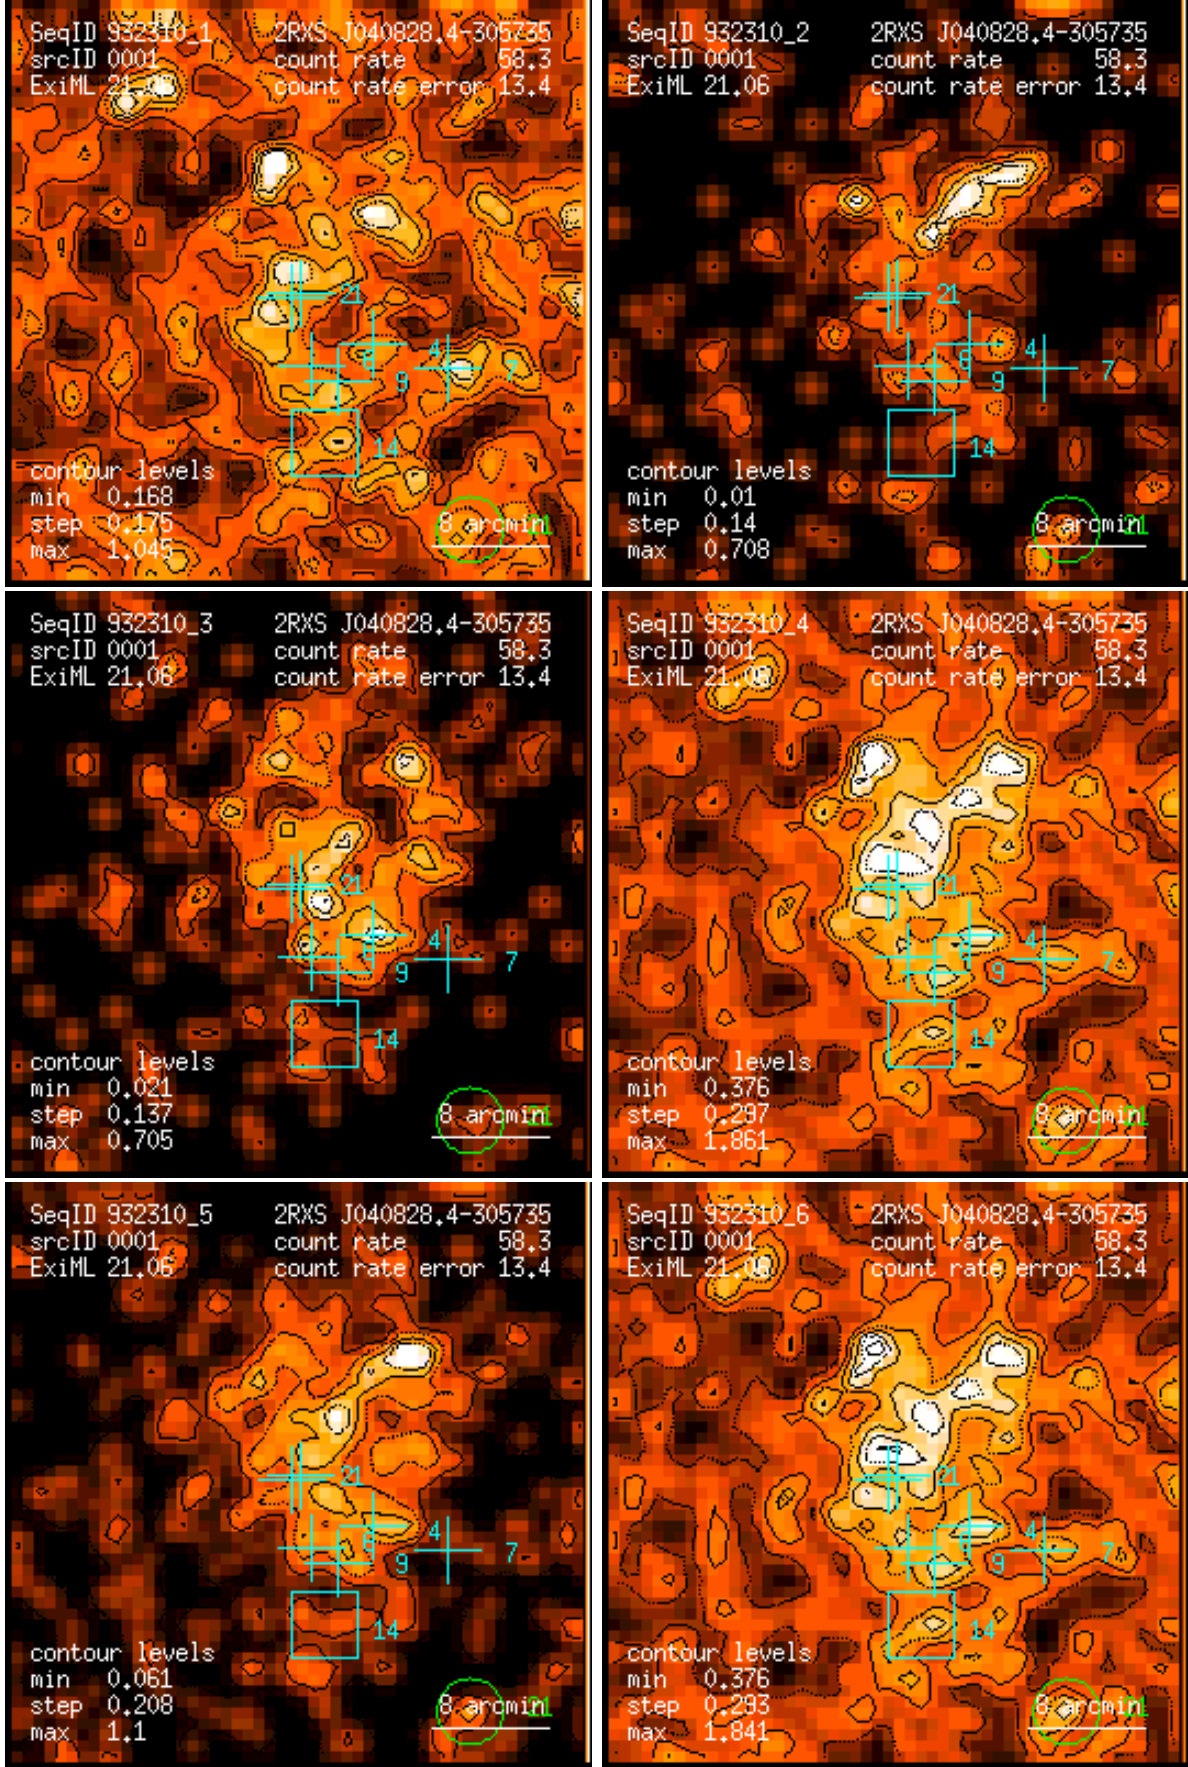 SeqID 932310_1 2RXS J040828.4-305735
srcID 0001 count rate 58.3
ExiML 21.06 count rate error 13.4
21
4
7
9
14
contour levels
min 0.168
step 0.175
max 1.045
8 arcmin
SeqID 932310_2 2RXS J040828.4-305735
srcID 0001 count rate 58.3
ExiML 21.06 count rate error 13.4
21
4
7
9
14
contour levels
min 0.01
step 0.14
max 0.708
8 arcmin
SeqID 932310_3 2RXS J040828.4-305735
srcID 0001 count rate 58.3
ExiML 21.06 count rate error 13.4
21
4
7
9
14
contour levels
min 0.021
step 0.137
max 0.705
8 arcmin
SeqID 932310_4 2RXS J040828.4-305735
srcID 0001 count rate 58.3
ExiML 21.06 count rate error 13.4
21
4
7
9
14
contour levels
min 0.376
step 0.297
max 1.861
8 arcmin
SeqID 932310_5 2RXS J040828.4-305735
srcID 0001 count rate 58.3
ExiML 21.06 count rate error 13.4
21
4
7
9
14
contour levels
min 0.061
step 0.208
max 1.1
8 arcmin
SeqID 932310_6 2RXS J040828.4-305735
srcID 0001 count rate 58.3
ExiML 21.06 count rate error 13.4
21
4
7
9
14
contour levels
min 0.376
step 0.293
max 1.841
8 arcmin